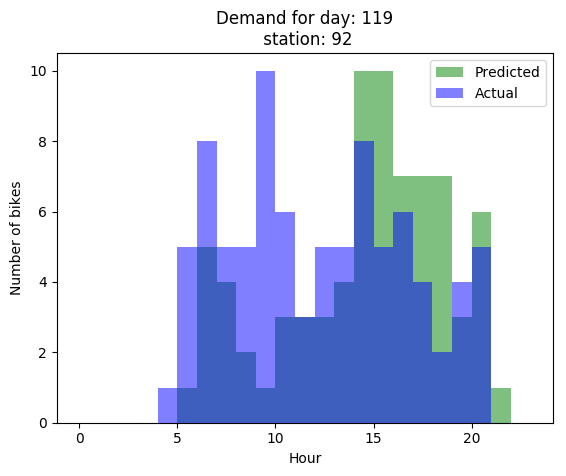 Demand for day: 119
station: 92
Predicted
Actual
Number of bikes
10
8
6
4
2
0
0
5
10
15
20
Hour